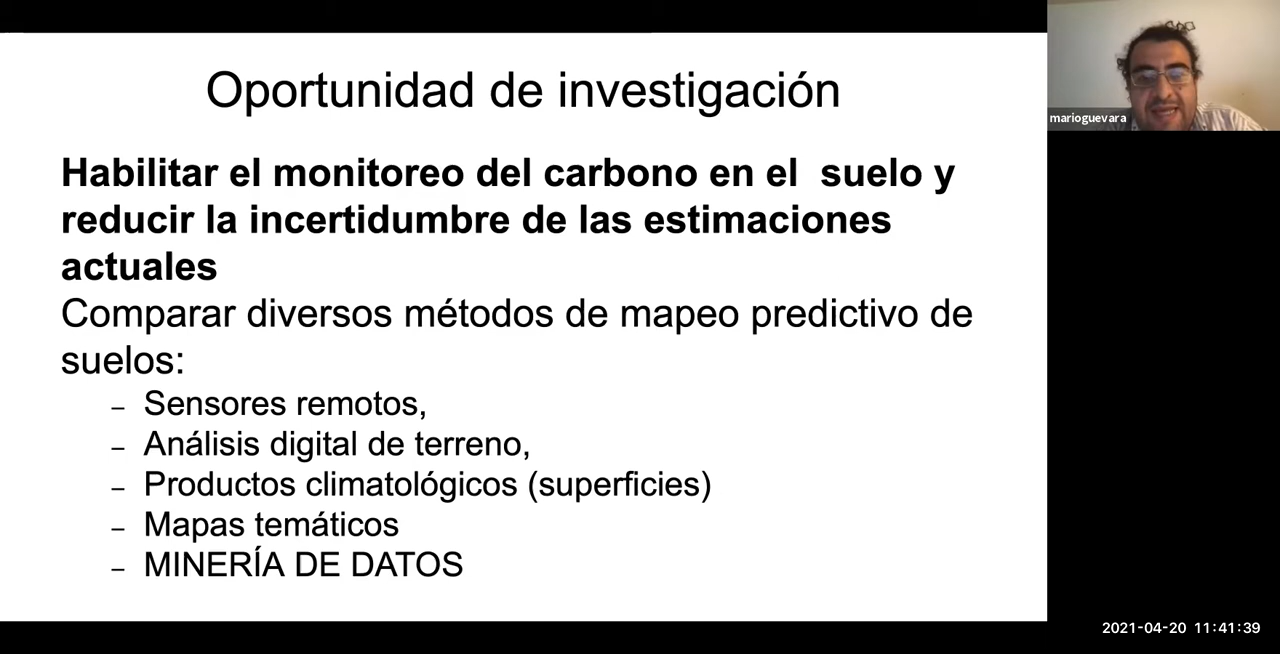 Oportunidad de investigación
marioguevara
Habilitar el monitoreo del carbono en el  suelo y
reducir la incertidumbre de las estimaciones
actuales
Comparar diversos métodos de mapeo predictivo de
suelos:
– Sensores remotos,
– Análisis digital de terreno,
– Productos climatológicos (superficies)
– Mapas temáticos
– MINERÍA DE DATOS
2021-04-20 11:41:39